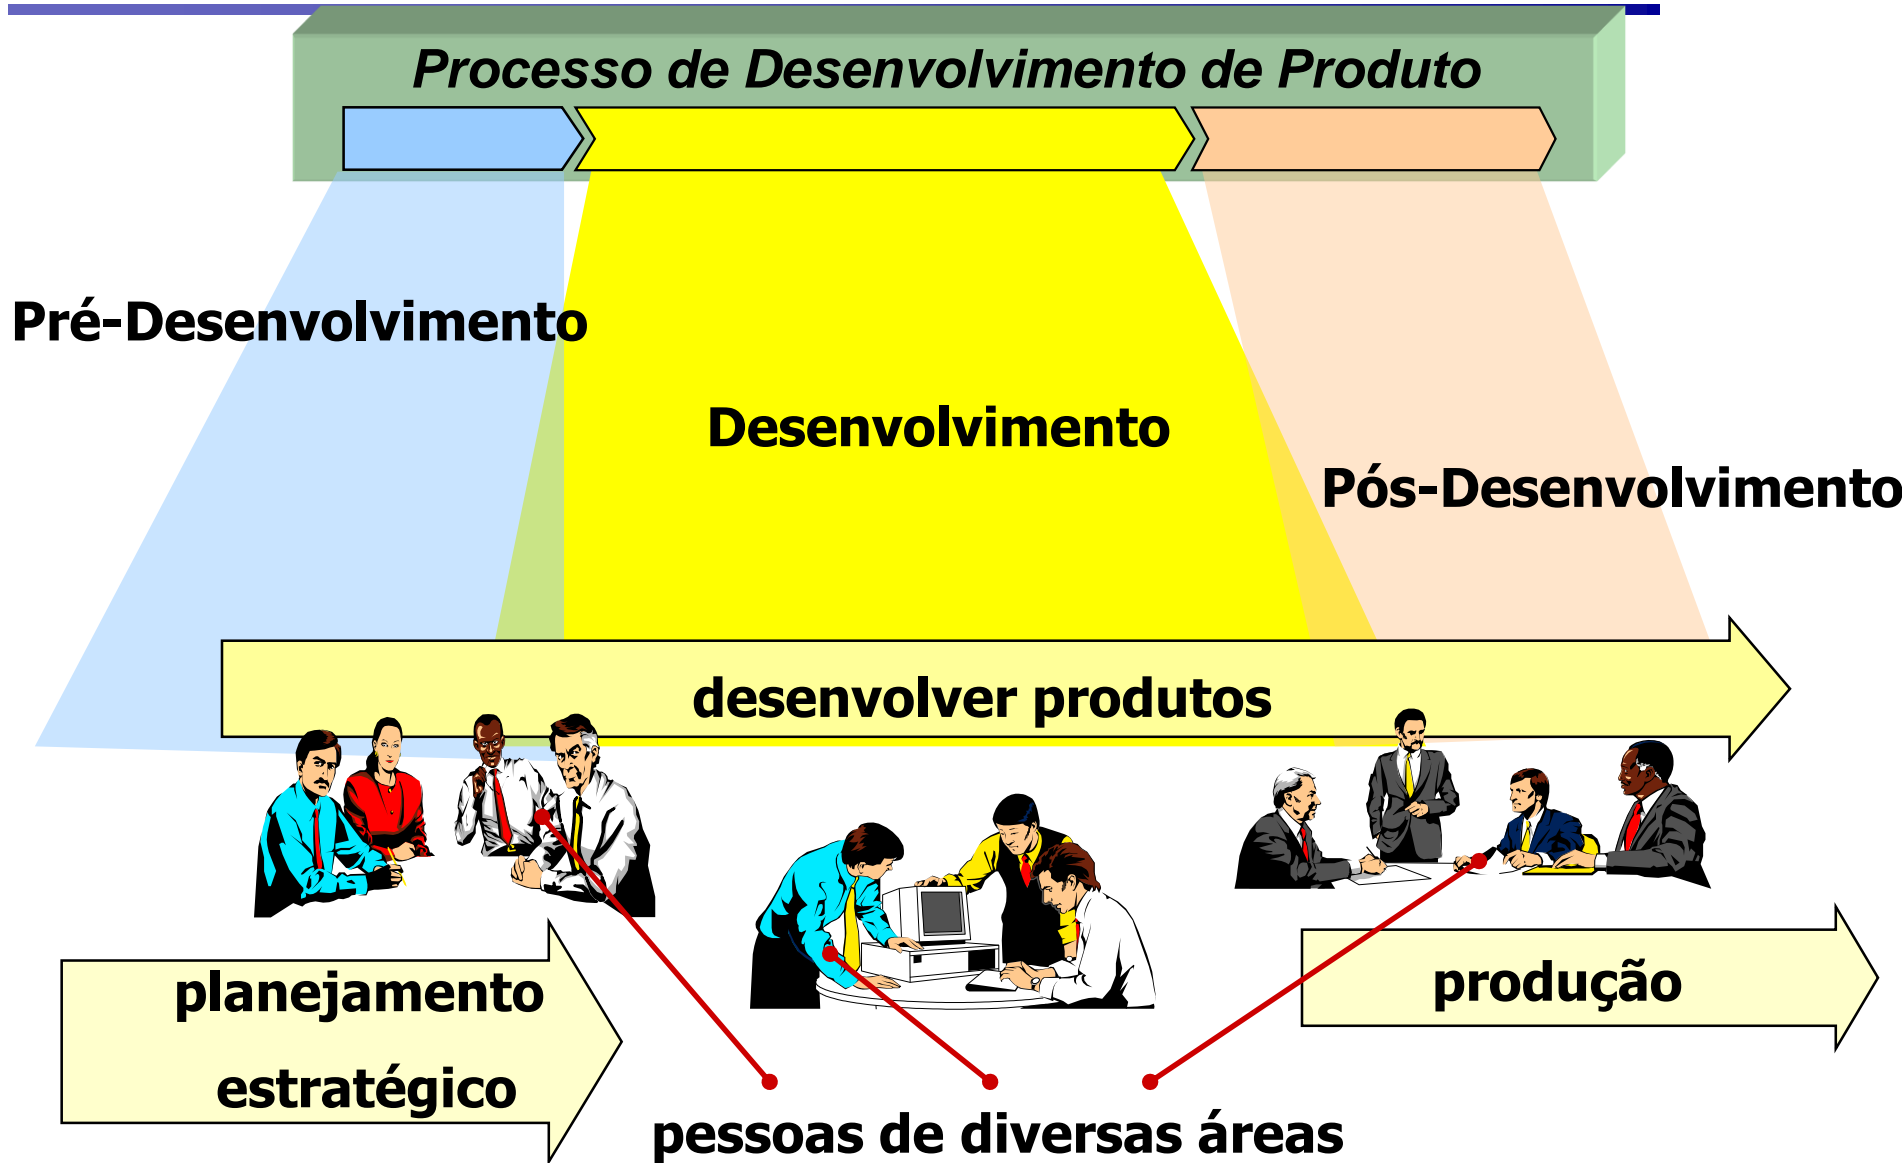 Processo de Desenvolvimento de Produto
Pré-Desenvolvimento
Desenvolvimento
Pós-Desenvolvimento
desenvolver produtos
planejamento
estratégico
produção
pessoas de diversas áreas